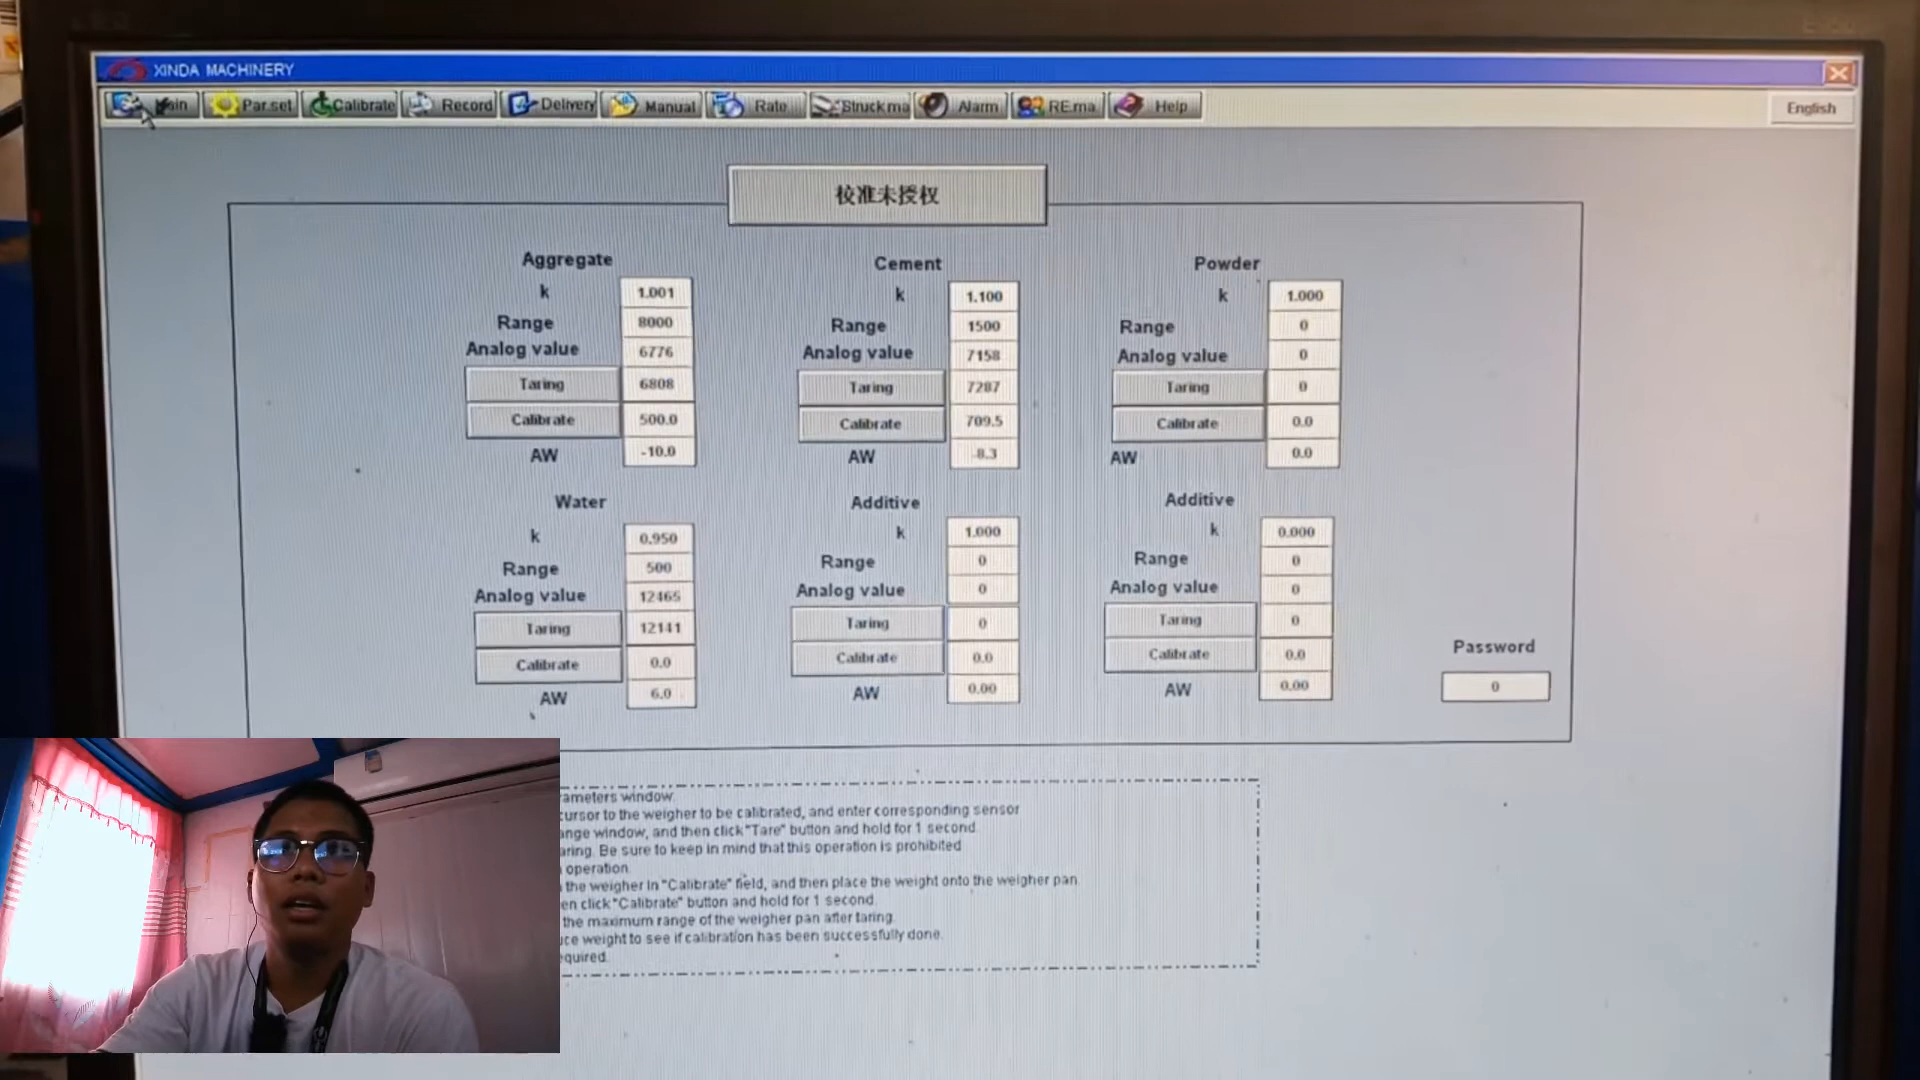 XINDA MACHINERY
Main Par.set Calibrate Record Delivery Manual Rate Struck ma Alarm RE.ma. Help English
校准未授权
Aggregate
k 1.001
Range 8000
Analog value 6776
Taring 6808
Calibrate 500.0
AW -10.0
Cement
k 1.100
Range 1500
Analog value 7158
Taring 7287
Calibrate 709.5
AW -8.3
Powder
k 1.000
Range 0
Analog value 0
Taring 0
Calibrate 0.0
AW 0.0
Water
k 0.950
Range 500
Analog value 12465
Taring 12141
Calibrate 0.0
AW 6.0
Additive
k 1.000
Range 0
Analog value 0
Taring 0
Calibrate 0.0
AW 0.00
Additive
k 0.000
Range 0
Analog value 0
Taring 0
Calibrate 0.0
AW 0.00
Password
0
ameters window.
cursor to the weigher to be calibrated, and enter corresponding sensor
ange window, and then click "Tare" button and hold for 1 second.
aring. Be sure to keep in mind that this operation is prohibited
operation.
the weigher in "Calibrate" field, and then place the weight onto the weigher pan.
en click "Calibrate" button and hold for 1 second.
the maximum range of the weigher pan after taring.
uce weight to see if calibration has been successfully done.
equired.